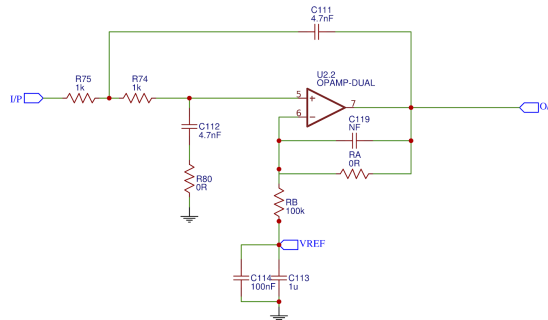 C111
4.7nF
R75
1k
R74
1k
U2.2
OPAMP-DUAL
I/P
5
+
7
6
−
C112
4.7nF
C119
NF
RA
0R
R80
0R
RB
100k
VREF
C114
100nF
C113
1u